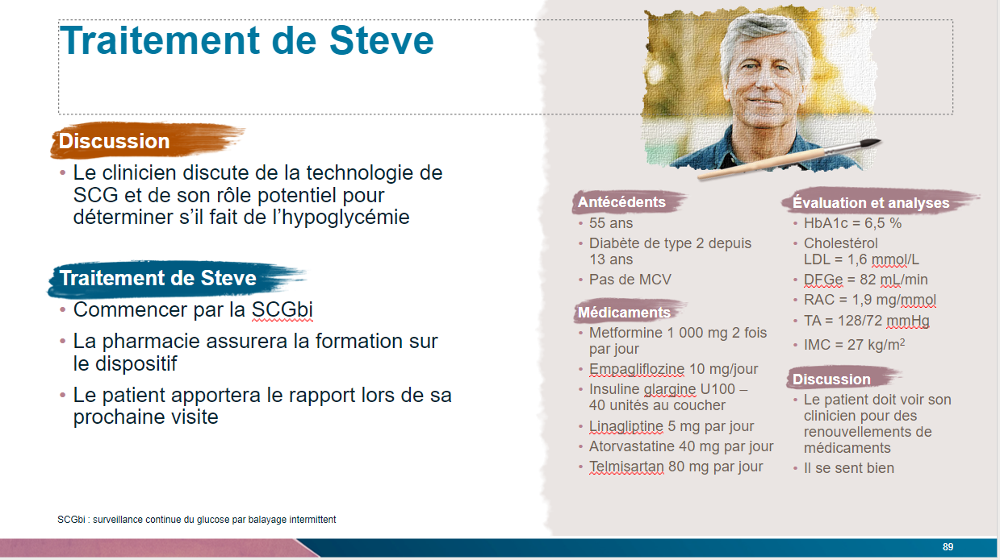 Traitement de Steve
Discussion
• Le clinicien discute de la technologie de
SCG et de son rôle potentiel pour
déterminer s’il fait de l’hypoglycémie
Traitement de Steve
• Commencer par la SCGbi
• La pharmacie assurera la formation sur
le dispositif
• Le patient apportera le rapport lors de sa
prochaine visite
Antécédents
• 55 ans
• Diabète de type 2 depuis
13 ans
• Pas de MCV
Médicaments
• Metformine 1 000 mg 2 fois
par jour
• Empagliflozine 10 mg/jour
• Insuline glargine U100 –
40 unités au coucher
• Linagliptine 5 mg par jour
• Atorvastatine 40 mg par jour
• Telmisartan 80 mg par jour
Évaluation et analyses
• HbA1c = 6,5 %
• Cholestérol
LDL = 1,6 mmol/L
• DFGe = 82 mL/min
• RAC = 1,9 mg/mmol
• TA = 128/72 mmHg
• IMC = 27 kg/m²
Discussion
• Le patient doit voir son
clinicien pour des
renouvellements de
médicaments
• Il se sent bien
SCGbi : surveillance continue du glucose par balayage intermittent
89